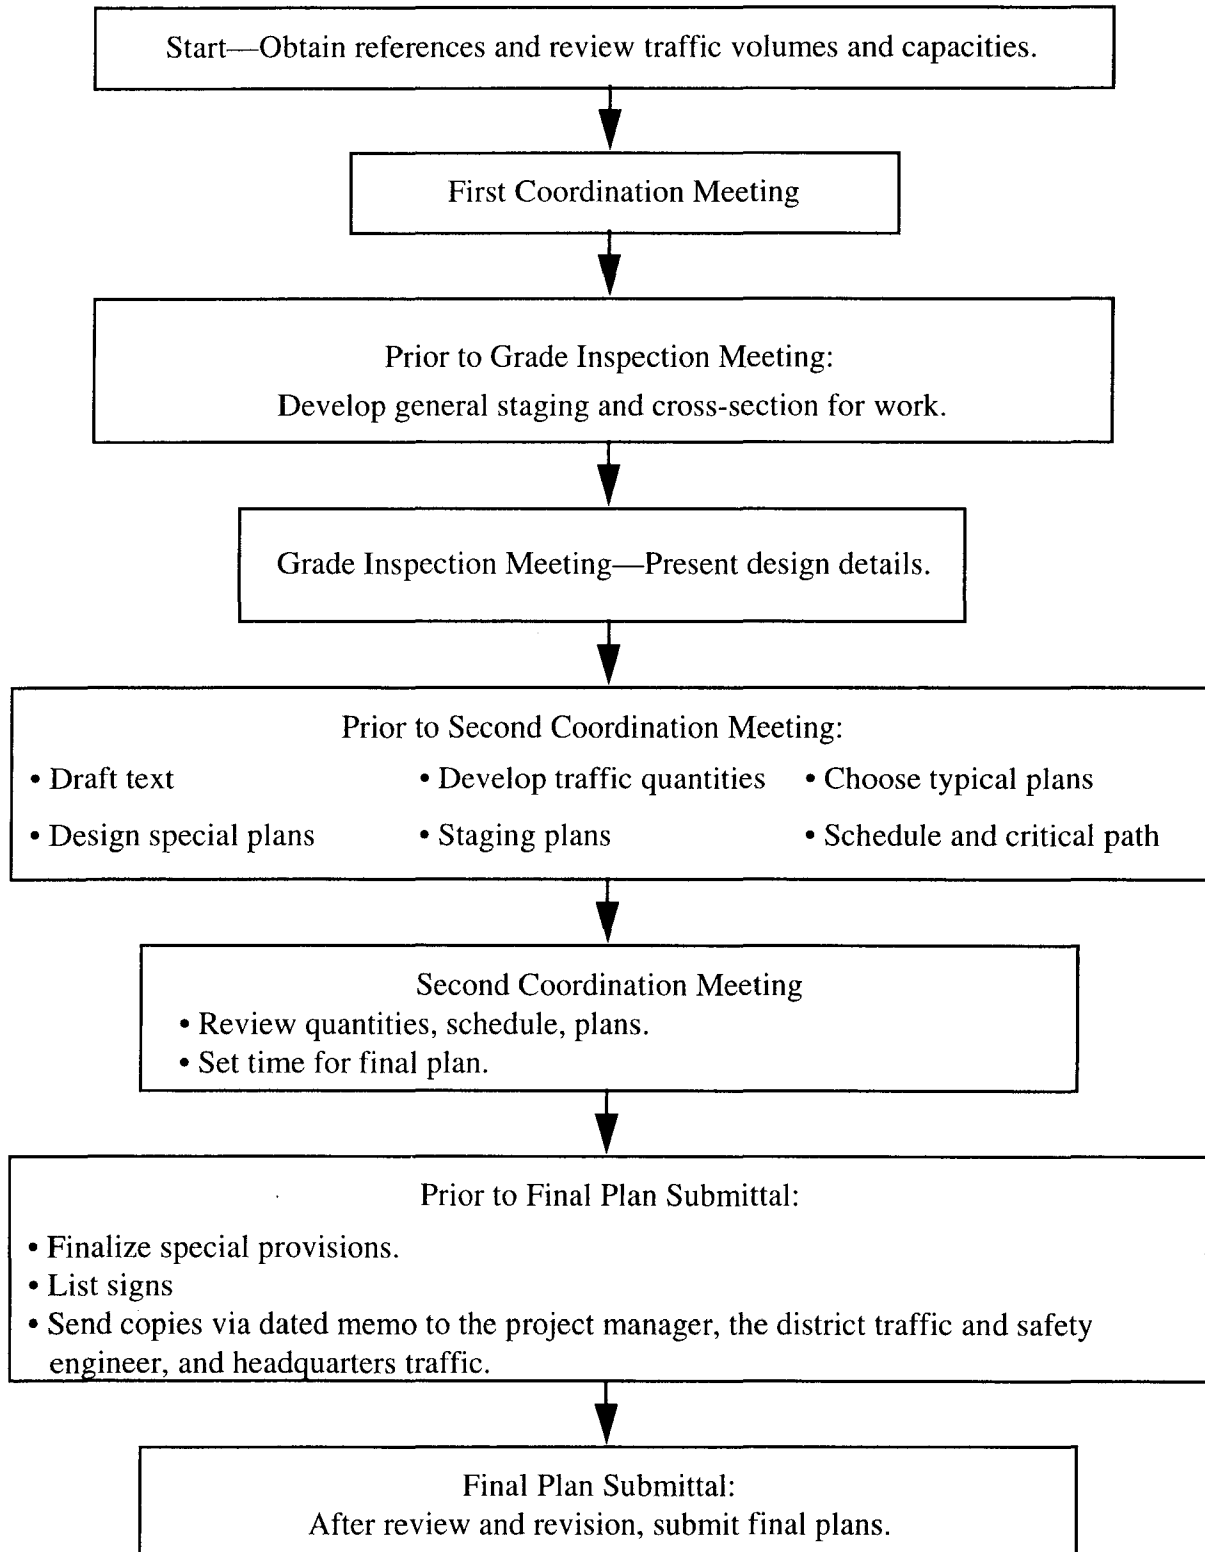 Start—Obtain references and review traffic volumes and capacities.
First Coordination Meeting
Prior to Grade Inspection Meeting:
Develop general staging and cross-section for work.
Grade Inspection Meeting—Present design details.
Prior to Second Coordination Meeting:
• Draft text • Develop traffic quantities • Choose typical plans
• Design special plans • Staging plans • Schedule and critical path
Second Coordination Meeting
• Review quantities, schedule, plans.
• Set time for final plan.
Prior to Final Plan Submittal:
• Finalize special provisions.
• List signs
• Send copies via dated memo to the project manager, the district traffic and safety
engineer, and headquarters traffic.
Final Plan Submittal:
After review and revision, submit final plans.